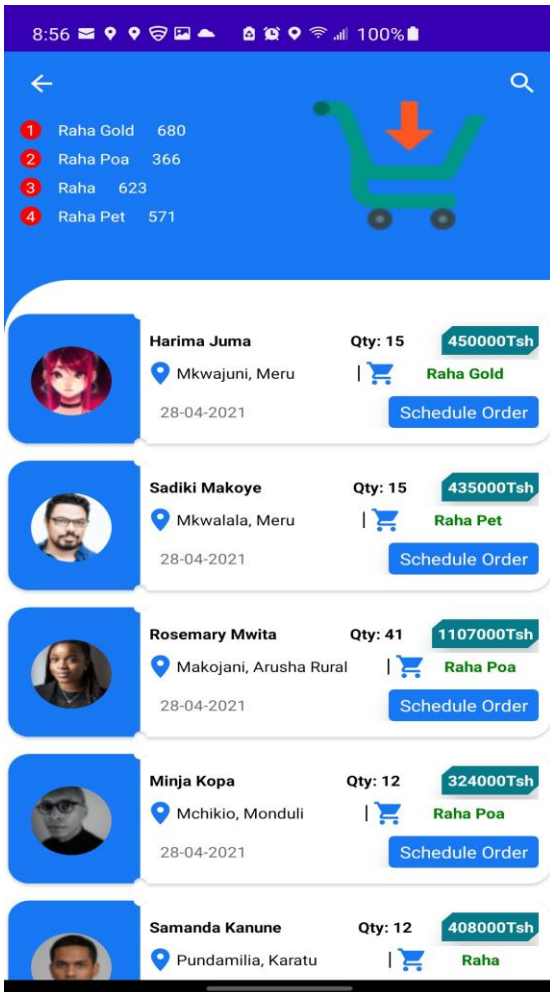 8:56 100%
1 Raha Gold 680
2 Raha Poa 366
3 Raha 623
4 Raha Pet 571
Harima Juma Qty: 15 450000Tsh
Mkwajuni, Meru | Raha Gold
28-04-2021 Schedule Order
Sadiki Makoye Qty: 15 435000Tsh
Mkwalala, Meru | Raha Pet
28-04-2021 Schedule Order
Rosemary Mwita Qty: 41 1107000Tsh
Makojani, Arusha Rural | Raha Poa
28-04-2021 Schedule Order
Minja Kopa Qty: 12 324000Tsh
Mchikio, Monduli | Raha Poa
28-04-2021 Schedule Order
Samanda Kanune Qty: 12 408000Tsh
Pundamilia, Karatu | Raha